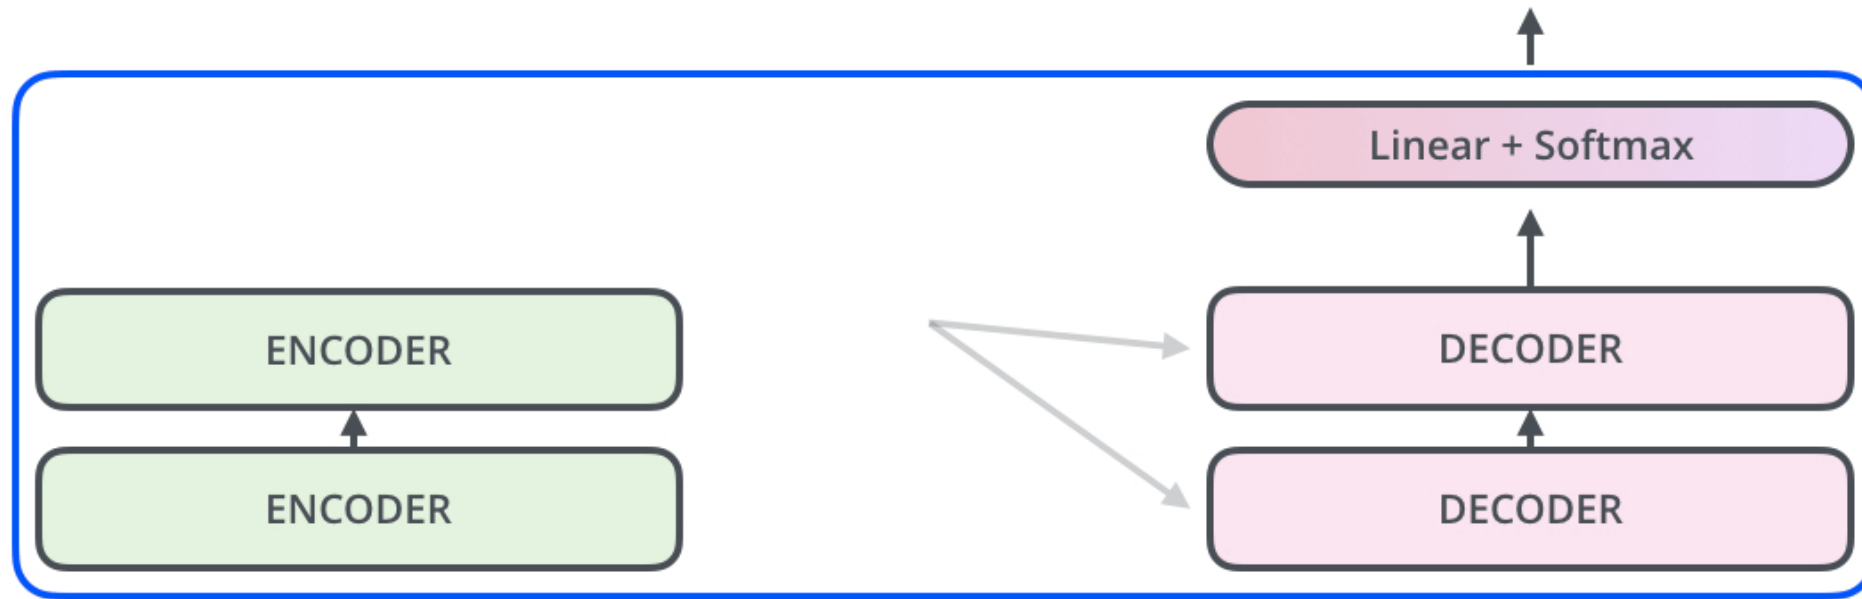 Linear + Softmax
ENCODER
DECODER
ENCODER
DECODER